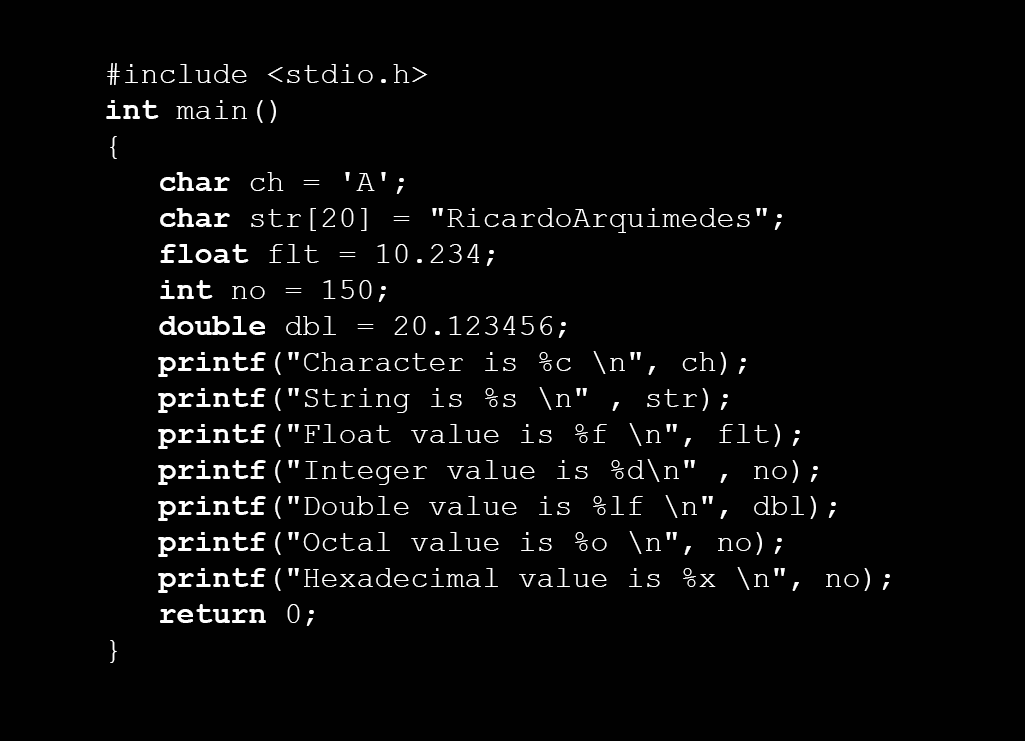 #include <stdio.h>
int main()
{
   char ch = 'A';
   char str[20] = "RicardoArquimedes";
   float flt = 10.234;
   int no = 150;
   double dbl = 20.123456;
   printf("Character is %c \n", ch);
   printf("String is %s \n" , str);
   printf("Float value is %f \n", flt);
   printf("Integer value is %d\n" , no);
   printf("Double value is %lf \n", dbl);
   printf("Octal value is %o \n", no);
   printf("Hexadecimal value is %x \n", no);
   return 0;
}